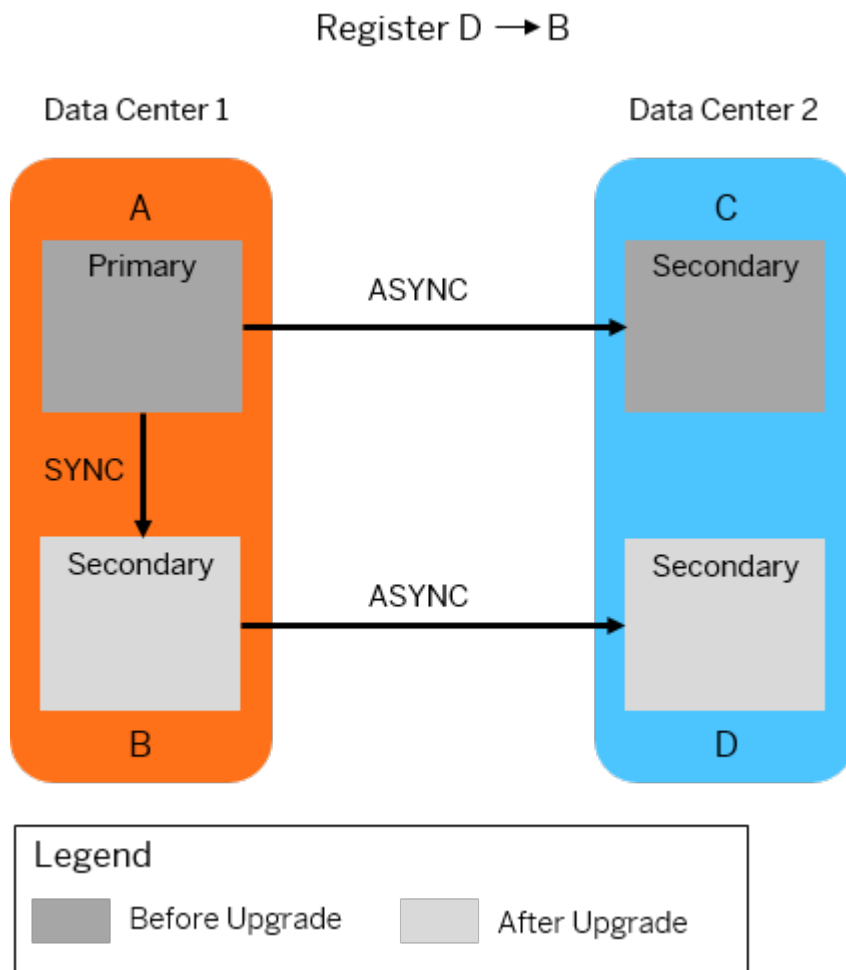 Register D → B
Data Center 1
Data Center 2
A
C
Primary
Secondary
ASYNC
SYNC
Secondary
Secondary
ASYNC
B
D
Legend
Before Upgrade
After Upgrade